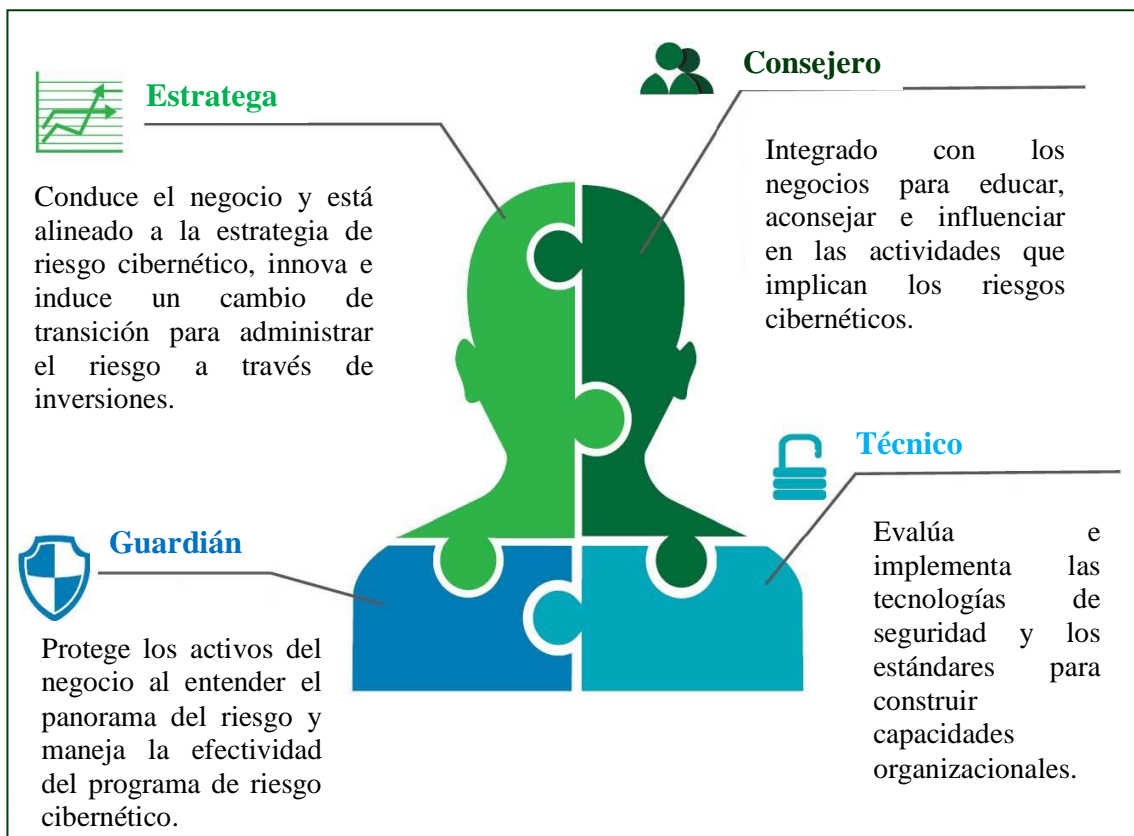 Estratega
Conduce el negocio y está
alineado a la estrategia de
riesgo cibernético, innova e
induce un cambio de
transición para administrar
el riesgo a través de
inversiones.
Consejero
Integrado con los
negocios para educar,
aconsejar e influenciar
en las actividades que
implican los riesgos
cibernéticos.
Guardián
Protege los activos del
negocio al entender el
panorama del riesgo y
maneja la efectividad
del programa de riesgo
cibernético.
Técnico
Evalúa e
implementa las
tecnologías de
seguridad y los
estándares para
construir
capacidades
organizacionales.